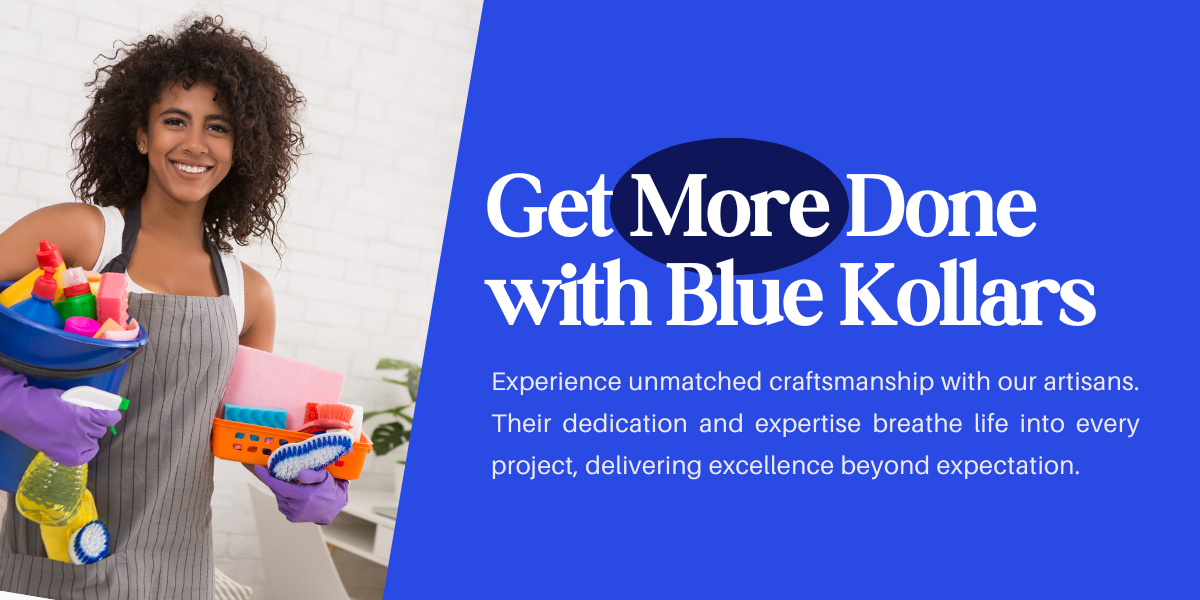 Get More Done
with Blue Kollars
Experience unmatched craftsmanship with our artisans.
Their dedication and expertise breathe life into every
project, delivering excellence beyond expectation.